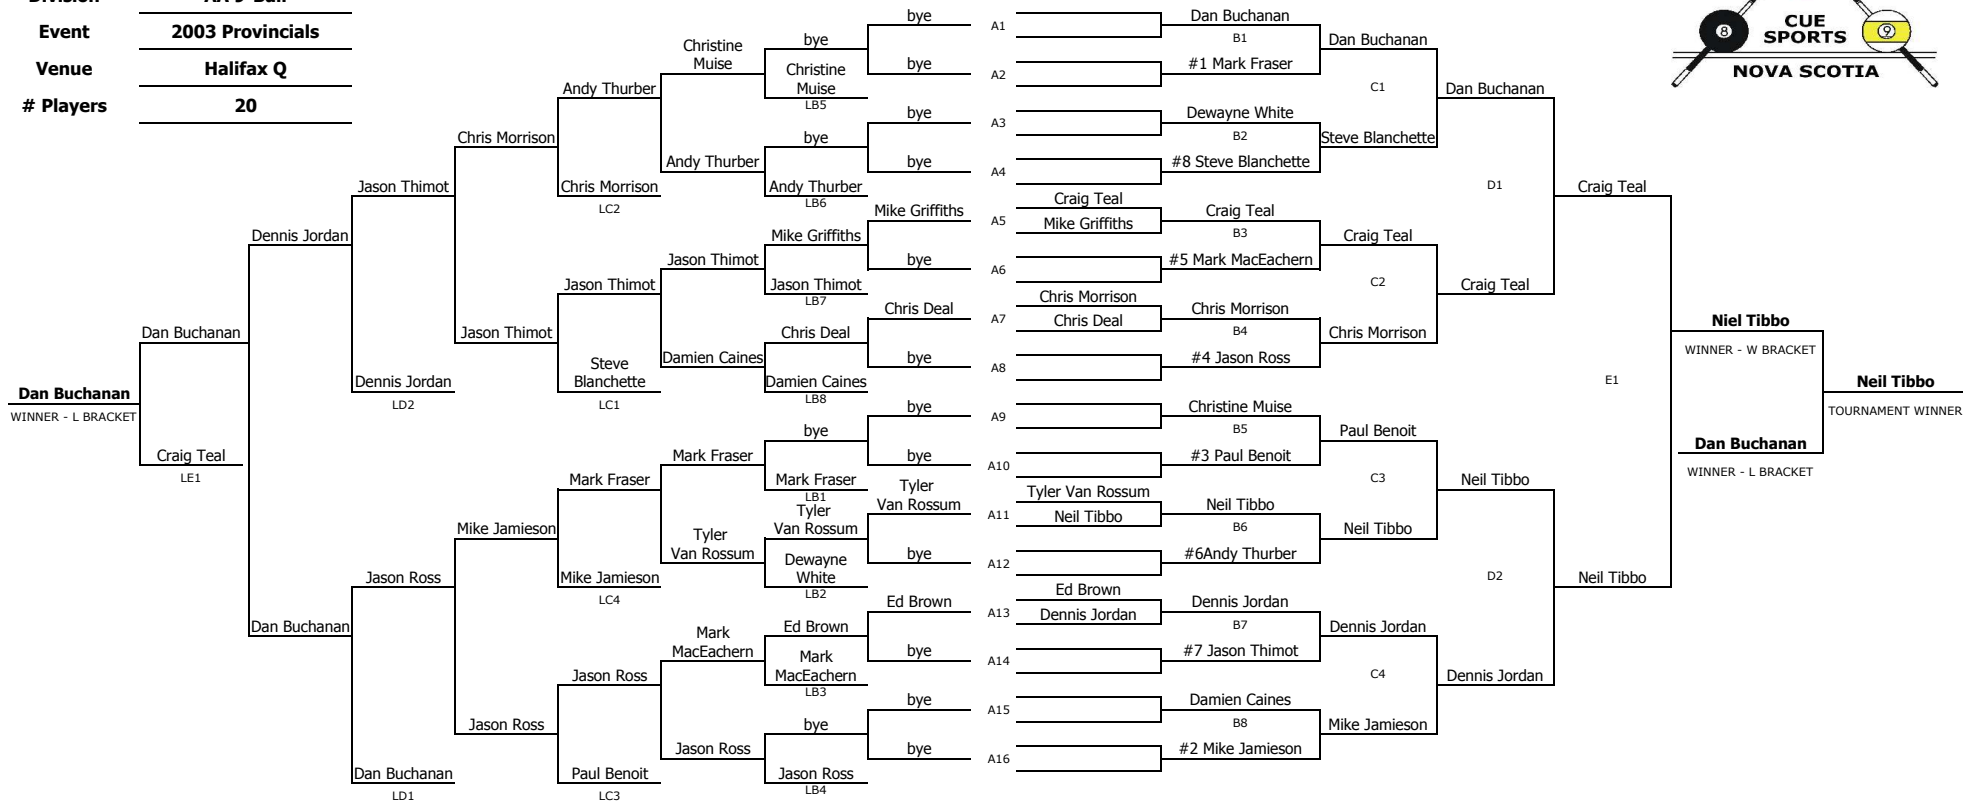 Division AA 9-Ball
Event 2003 Provincials
Venue Halifax Q
# Players 20
CUE
SPORTS
NOVA SCOTIA
8
9
Dan Buchanan
WINNER - L BRACKET
Dan Buchanan
Craig Teal
LE1
Dennis Jordan
Dan Buchanan
Jason Thimot
Dennis Jordan
LD2
Jason Ross
Dan Buchanan
LD1
Chris Morrison
Jason Thimot
Mike Jamieson
Jason Ross
Andy Thurber
Chris Morrison
LC2
Jason Thimot
Steve
Blanchette
LC1
Mark Fraser
Mike Jamieson
LC4
Jason Ross
Paul Benoit
LC3
Christine
Muise
Andy Thurber
Jason Thimot
Damien Caines
Mark Fraser
Tyler
Van Rossum
Mark
MacEachern
Jason Ross
bye
Christine
Muise
LB5
bye
Andy Thurber
LB6
Mike Griffiths
Jason Thimot
LB7
Chris Deal
Damien Caines
LB8
bye
Mark Fraser
LB1
Tyler
Van Rossum
Dewayne
White
LB2
Ed Brown
Mark
MacEachern
LB3
bye
Jason Ross
LB4
bye
bye
bye
bye
Mike Griffiths
bye
Chris Deal
bye
bye
bye
Tyler
Van Rossum
bye
Ed Brown
bye
bye
bye
A1
A2
A3
A4
A5
A6
A7
A8
A9
A10
A11
A12
A13
A14
A15
A16
Craig Teal
Mike Griffiths
Chris Morrison
Chris Deal
Tyler Van Rossum
Neil Tibbo
Ed Brown
Dennis Jordan
Dan Buchanan
B1
#1 Mark Fraser
Dewayne White
B2
#8 Steve Blanchette
Craig Teal
B3
#5 Mark MacEachern
Chris Morrison
B4
#4 Jason Ross
Christine Muise
B5
#3 Paul Benoit
Neil Tibbo
B6
#6Andy Thurber
Dennis Jordan
B7
#7 Jason Thimot
Damien Caines
B8
#2 Mike Jamieson
Dan Buchanan
C1
Steve Blanchette
Craig Teal
C2
Chris Morrison
Paul Benoit
C3
Neil Tibbo
Dennis Jordan
C4
Mike Jamieson
Dan Buchanan
D1
Craig Teal
Neil Tibbo
D2
Dennis Jordan
Craig Teal
E1
Neil Tibbo
Niel Tibbo
WINNER - W BRACKET
Dan Buchanan
WINNER - L BRACKET
Neil Tibbo
TOURNAMENT WINNER